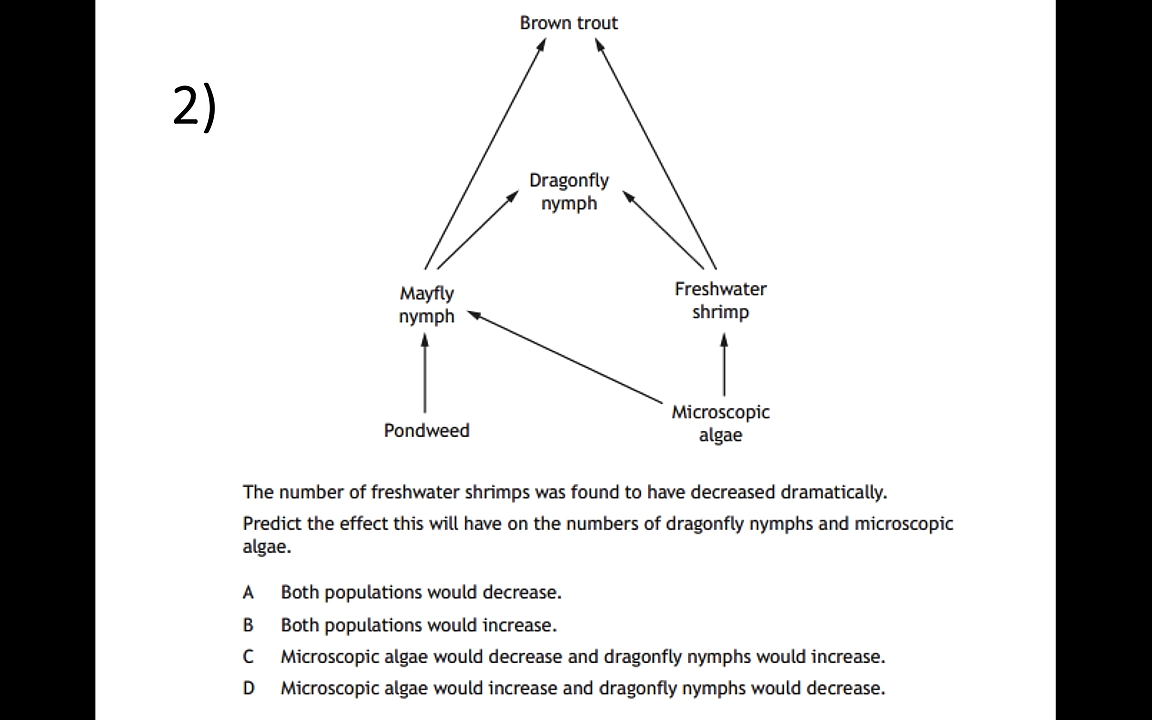 Brown trout
2)
Dragonfly
nymph
Mayfly
nymph
Freshwater
shrimp
Pondweed
Microscopic
algae
The number of freshwater shrimps was found to have decreased dramatically.
Predict the effect this will have on the numbers of dragonfly nymphs and microscopic
algae.
A Both populations would decrease.
B Both populations would increase.
C Microscopic algae would decrease and dragonfly nymphs would increase.
D Microscopic algae would increase and dragonfly nymphs would decrease.